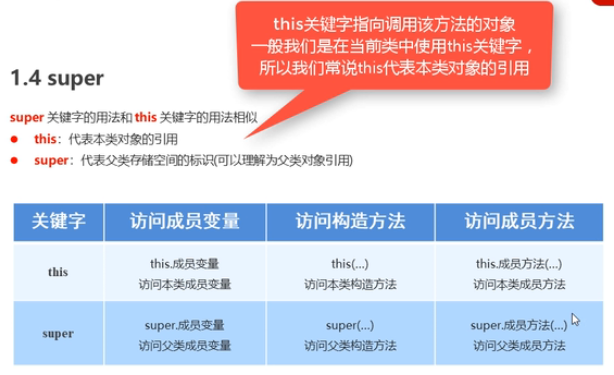 this关键字指向调用该方法的对象
一般我们是在当前类中使用this关键字，
所以我们常说this代表本类对象的引用
1.4 super
super 关键字的用法和 this 关键字的用法相似
● this：代表本类对象的引用
● super：代表父类存储空间的标识(可以理解为父类对象引用)
关键字 访问成员变量 访问构造方法 访问成员方法
this
this.成员变量 this(...) this.成员方法(...)
访问本类成员变量 访问本类构造方法 访问本类成员方法
super
super.成员变量 super(...) super.成员方法(...)
访问父类成员变量 访问父类构造方法 访问父类成员方法